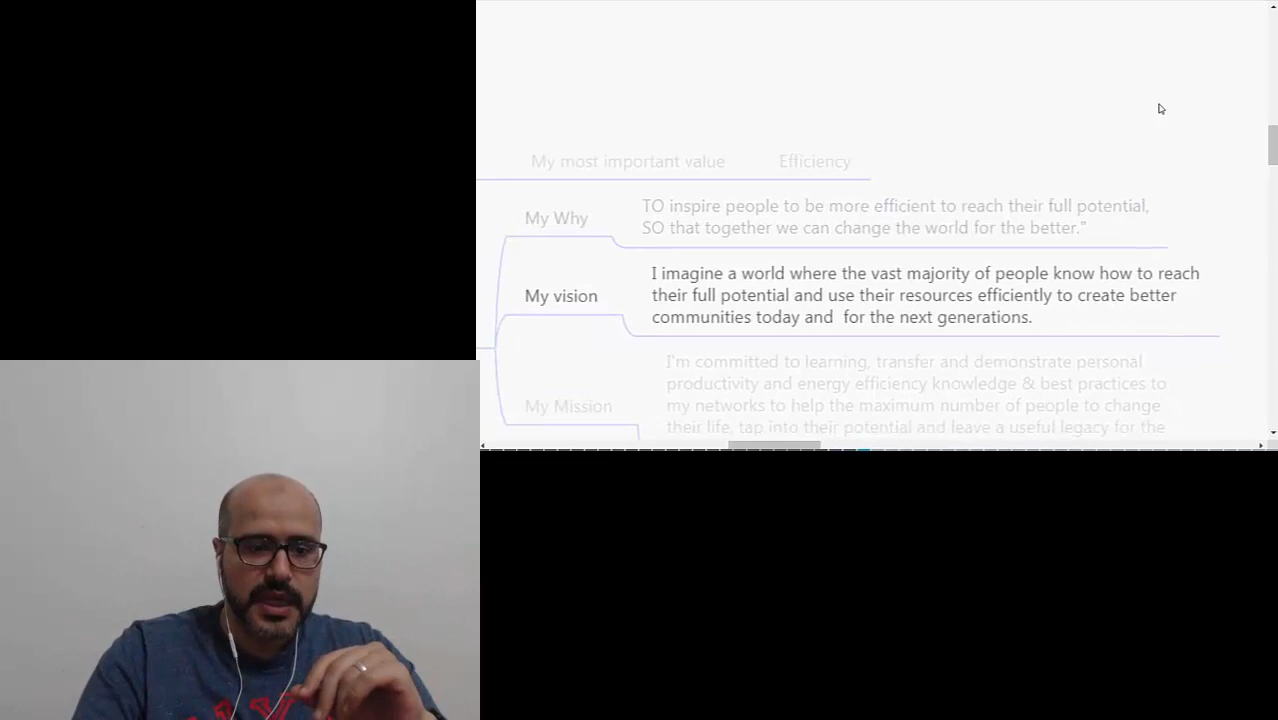 My most important value Efficiency
My Why
TO inspire people to be more efficient to reach their full potential,
SO that together we can change the world for the better.”
My vision
I imagine a world where the vast majority of people know how to reach
their full potential and use their resources efficiently to create better
communities today and  for the next generations.
My Mission
I'm committed to learning, transfer and demonstrate personal
productivity and energy efficiency knowledge & best practices to
my networks to help the maximum number of people to change
their life, tap into their potential and leave a useful legacy for the